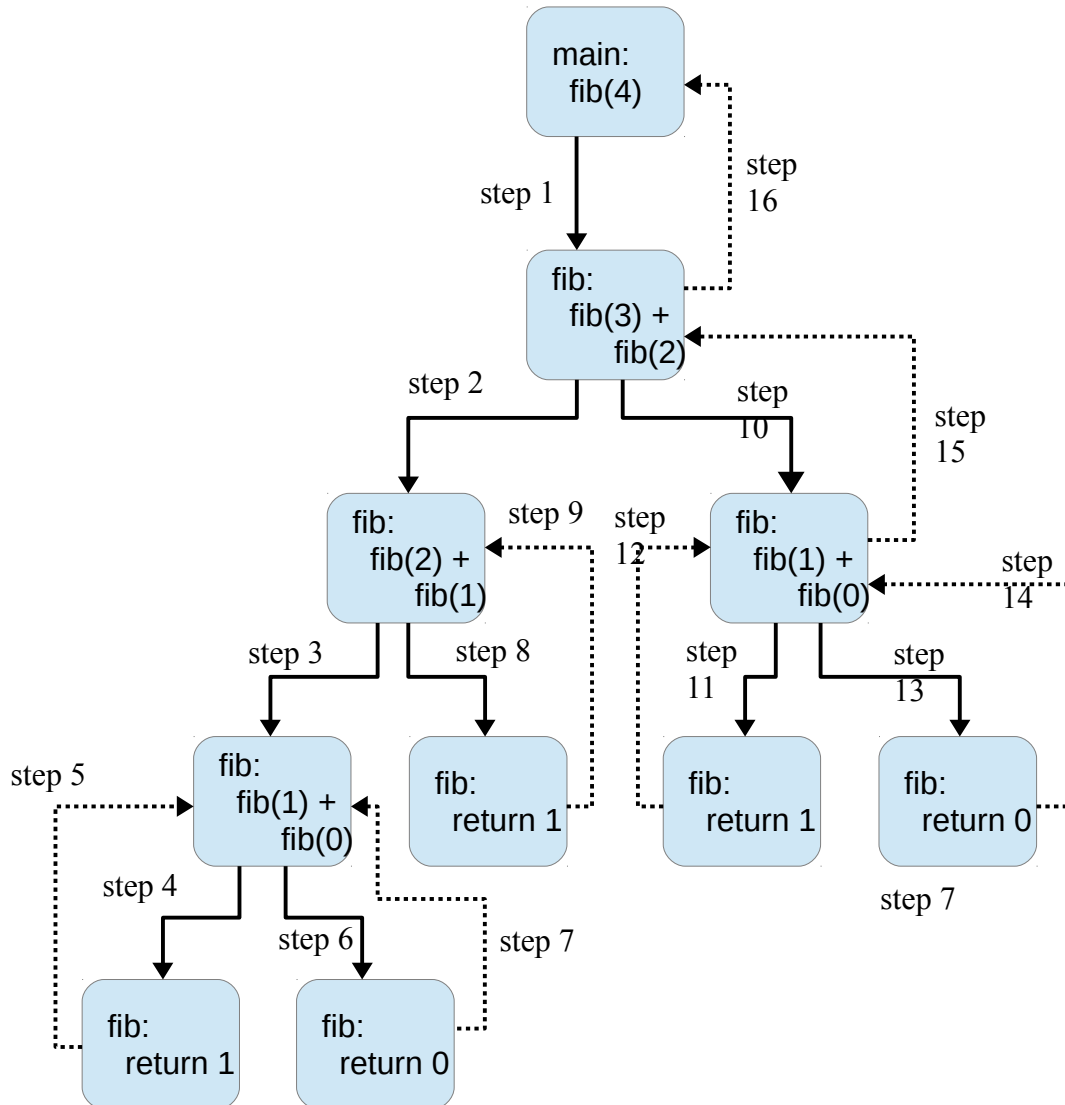 main:
fib(4)
step 1
step
16
fib:
fib(3) +
fib(2)
step 2
step
10
step
15
fib:
fib(2) +
fib(1)
step 9
step
12
fib:
fib(1) +
fib(0)
step
14
step 3
step 8
step
11
step
13
step 5
fib:
fib(1) +
fib(0)
fib:
return 1
fib:
return 1
fib:
return 0
step 4
step 6
step 7
step 7
fib:
return 1
fib:
return 0